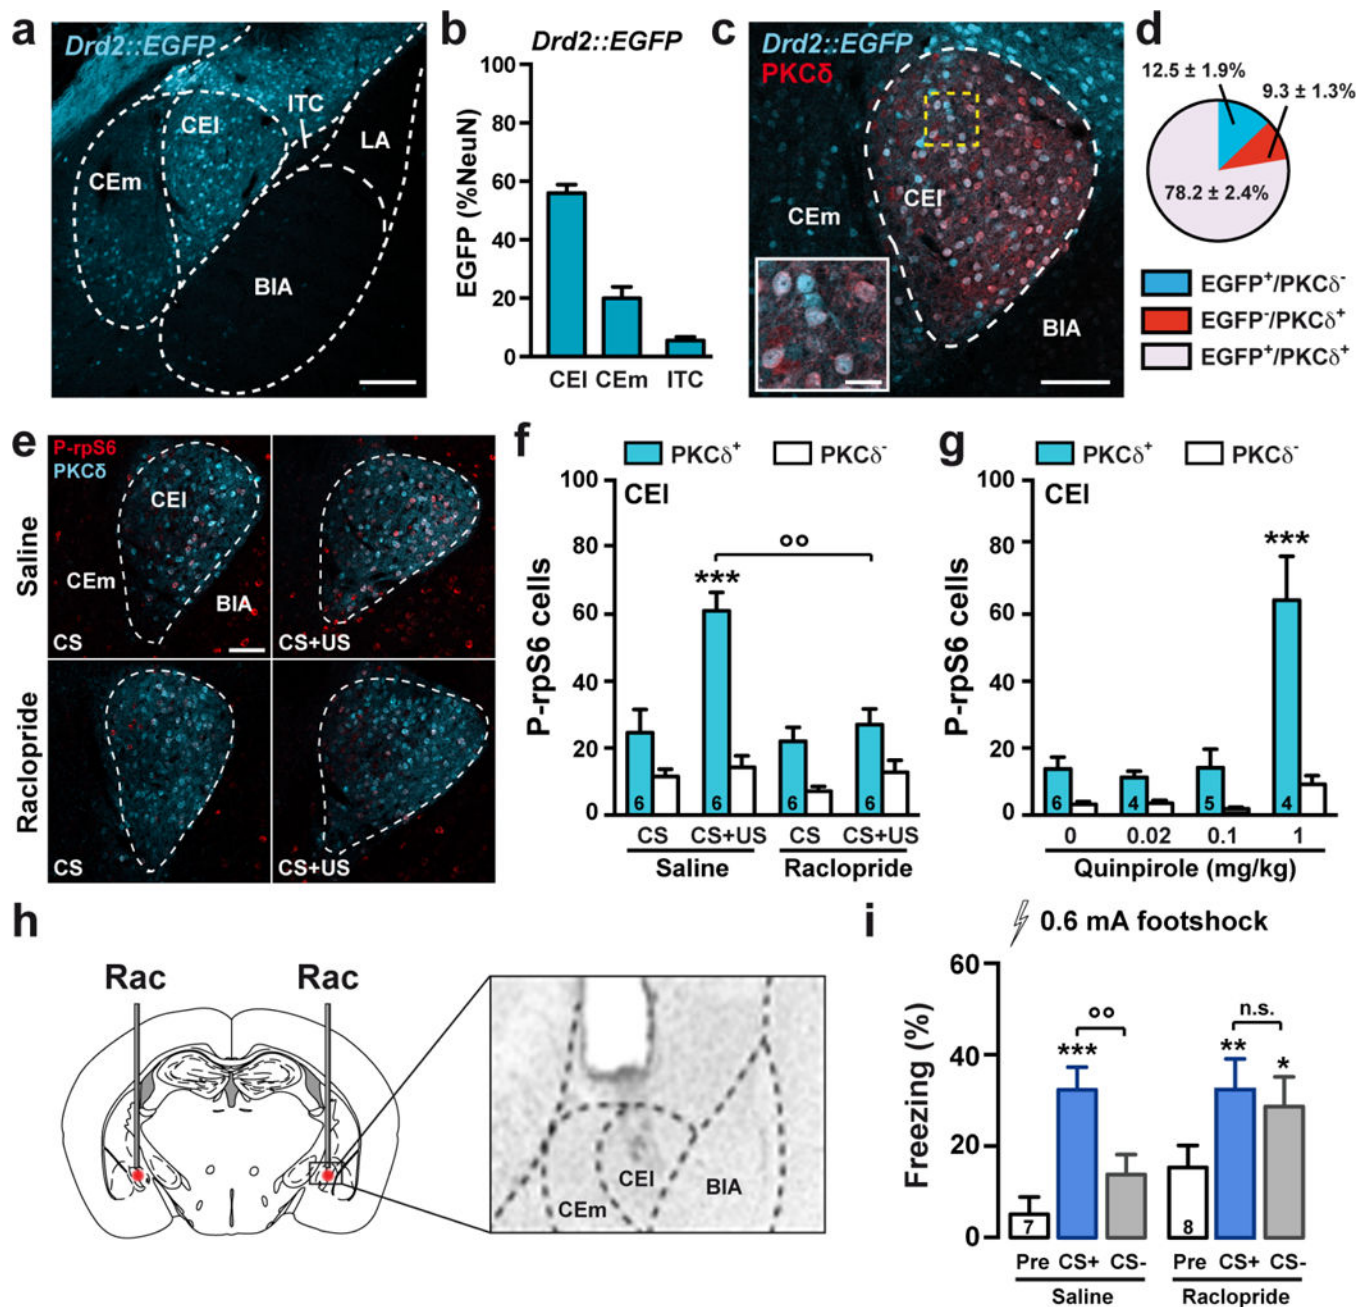 a
Drd2::EGFP
ITC
CEl
LA
CEm
BlA
b
Drd2::EGFP
EGFP (%NeuN)
100
80
60
40
20
0
CEl CEm ITC
c
Drd2::EGFP
PKCδ
CEm
CEl
BlA
d
12.5 ± 1.9%
9.3 ± 1.3%
78.2 ± 2.4%
EGFP⁺/PKCδ⁻
EGFP⁻/PKCδ⁺
EGFP⁺/PKCδ⁺
e
P-rpS6
PKCδ
CEl
CEm
BlA
Saline
CS
CS+US
Raclopride
CS
CS+US
f
PKCδ⁺ PKCδ⁻
CEl
P-rpS6 cells
100
80
60
40
20
0
***
°°
6 6 6 6
CS CS+US CS CS+US
Saline Raclopride
g
PKCδ⁺ PKCδ⁻
CEl
P-rpS6 cells
100
80
60
40
20
0
***
6 4 5 4
0 0.02 0.1 1
Quinpirole (mg/kg)
h
Rac Rac
CEm
CEl
BlA
i
0.6 mA footshock
Freezing (%)
60
40
20
0
°°
***
n.s.
**
*
7 8
Pre CS+ CS- Pre CS+ CS-
Saline Raclopride